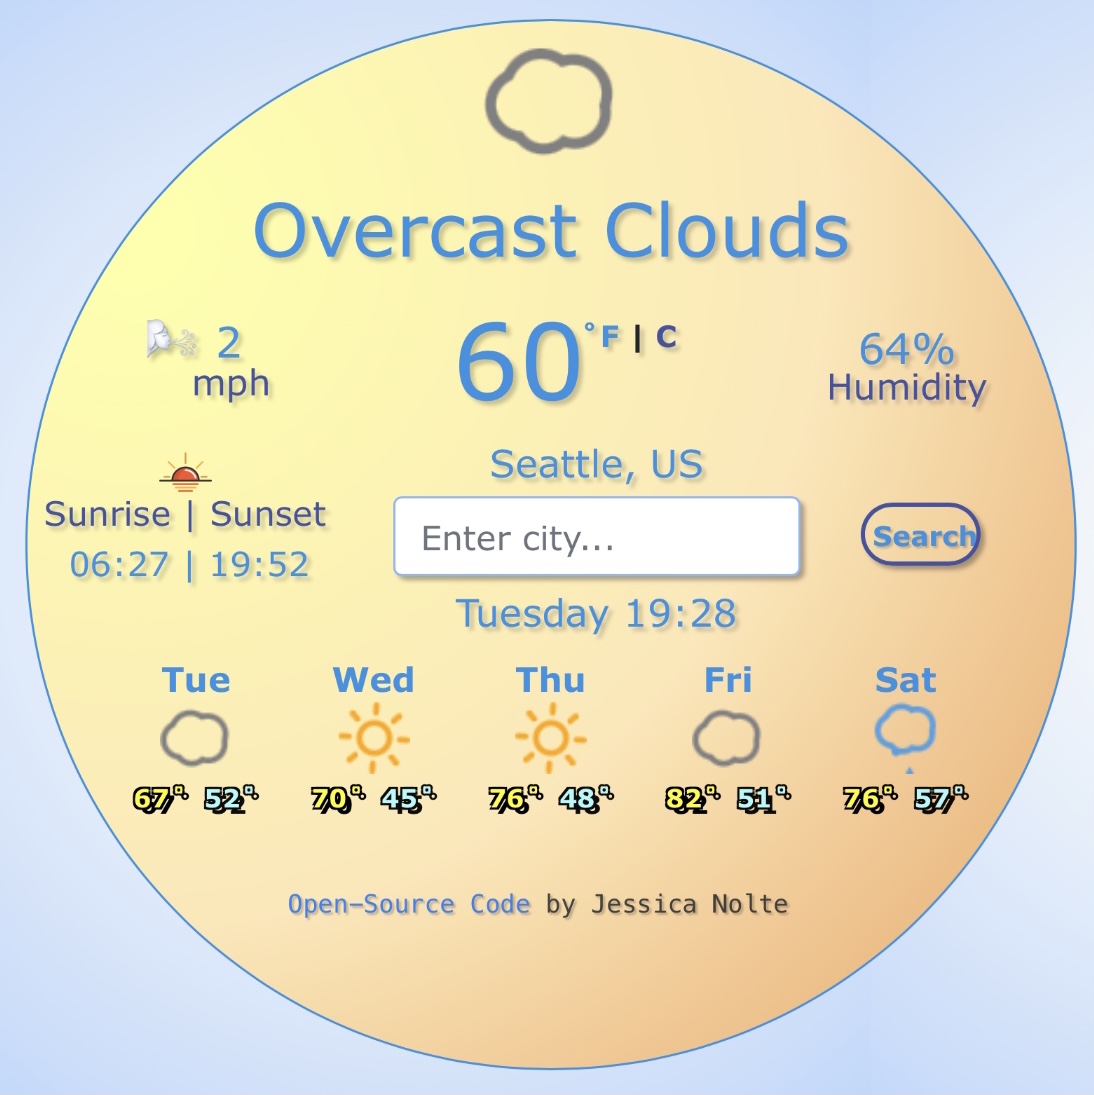 Overcast Clouds
2
mph
60°F | C
64%
Humidity
Seattle, US
Sunrise | Sunset
06:27 | 19:52
Enter city...
Search
Tuesday 19:28
Tue Wed Thu Fri Sat
67° 52° 70° 45° 76° 48° 82° 51° 76° 57°
Open-Source Code by Jessica Nolte